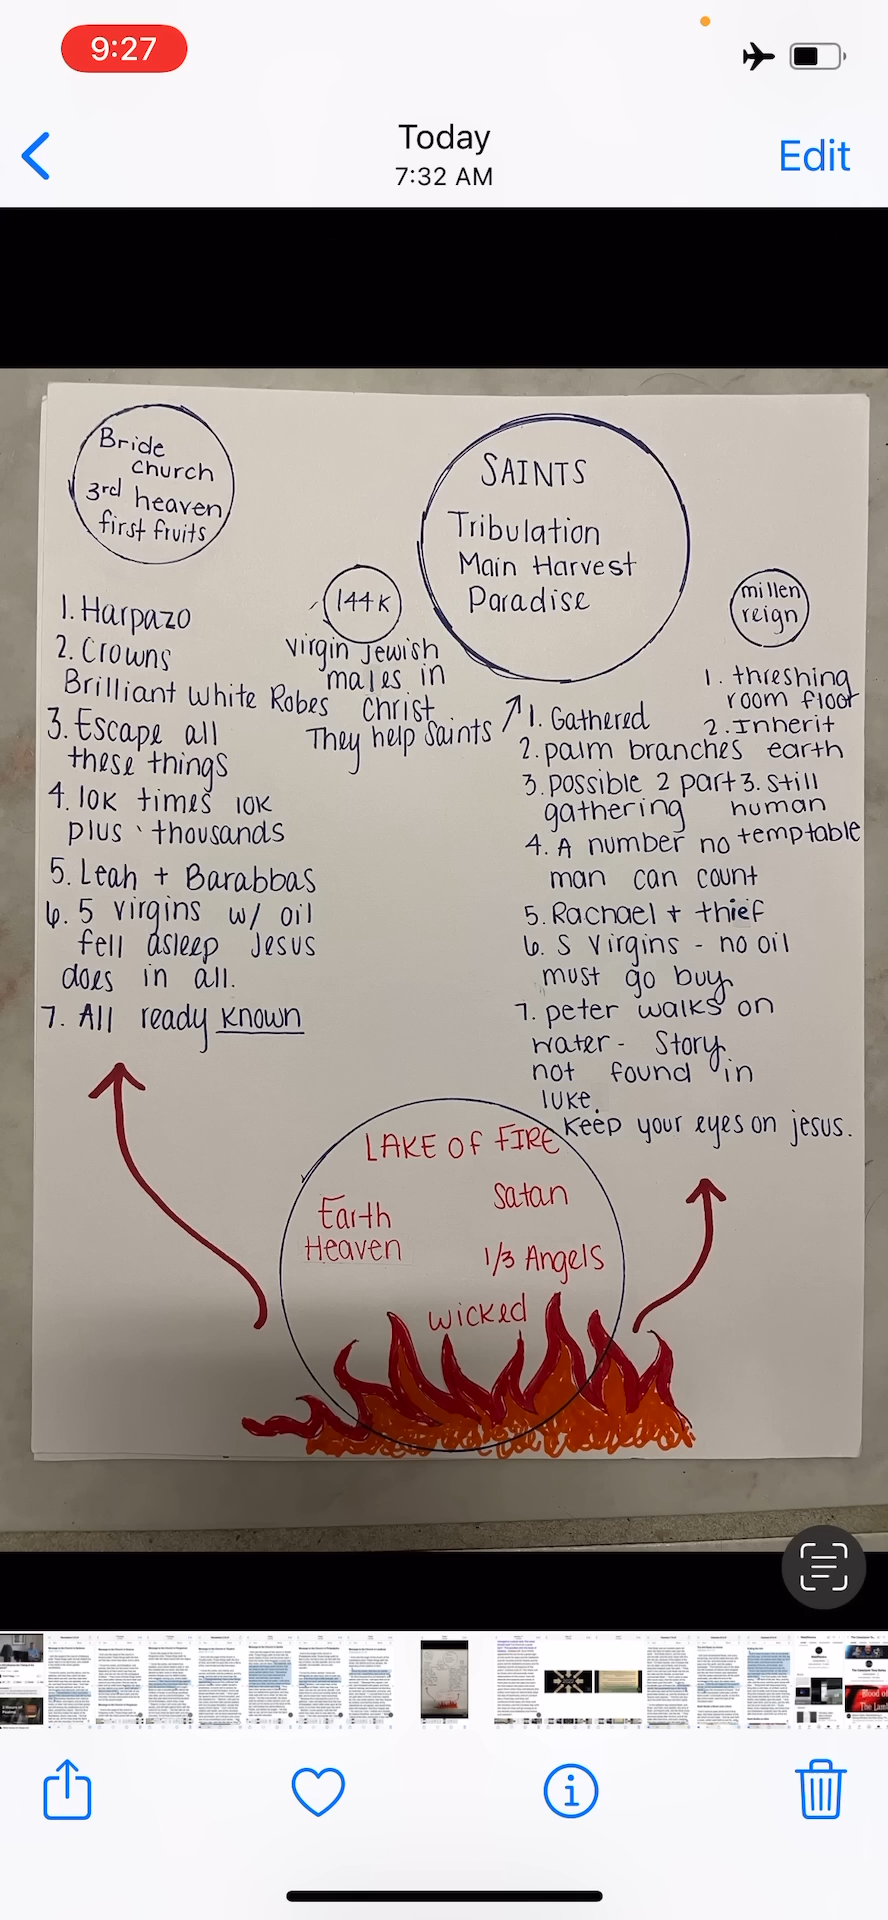 9:27
Today
7:32 AM
Edit
Bride
church
3rd heaven
first fruits
1. Harpazo
2. Crowns
Brilliant White Robes
3. Escape all
these things
4. 10K times 10K
plus thousands
5. Leah + Barabbas
6. 5 virgins w/ oil
fell asleep Jesus
does in all.
7. All ready known
144K
virgin Jewish
males in
Christ
They help Saints
SAINTS
Tribulation
Main Harvest
Paradise
1. Gathered
2. palm branches
3. possible 2 part
gathering
4. A number no
man can count
5. Rachael + thief
6. 5 Virgins - no oil
must go buy
7. peter walks on
water - Story
not found in
luke.
Keep your eyes on jesus.
millen
reign
1. threshing
room floor
2. Inherit
earth
3. still
human
temptable
LAKE OF FIRE
Earth
Heaven
Satan
1/3 Angels
wicked
2022
Blood of
The Lamb